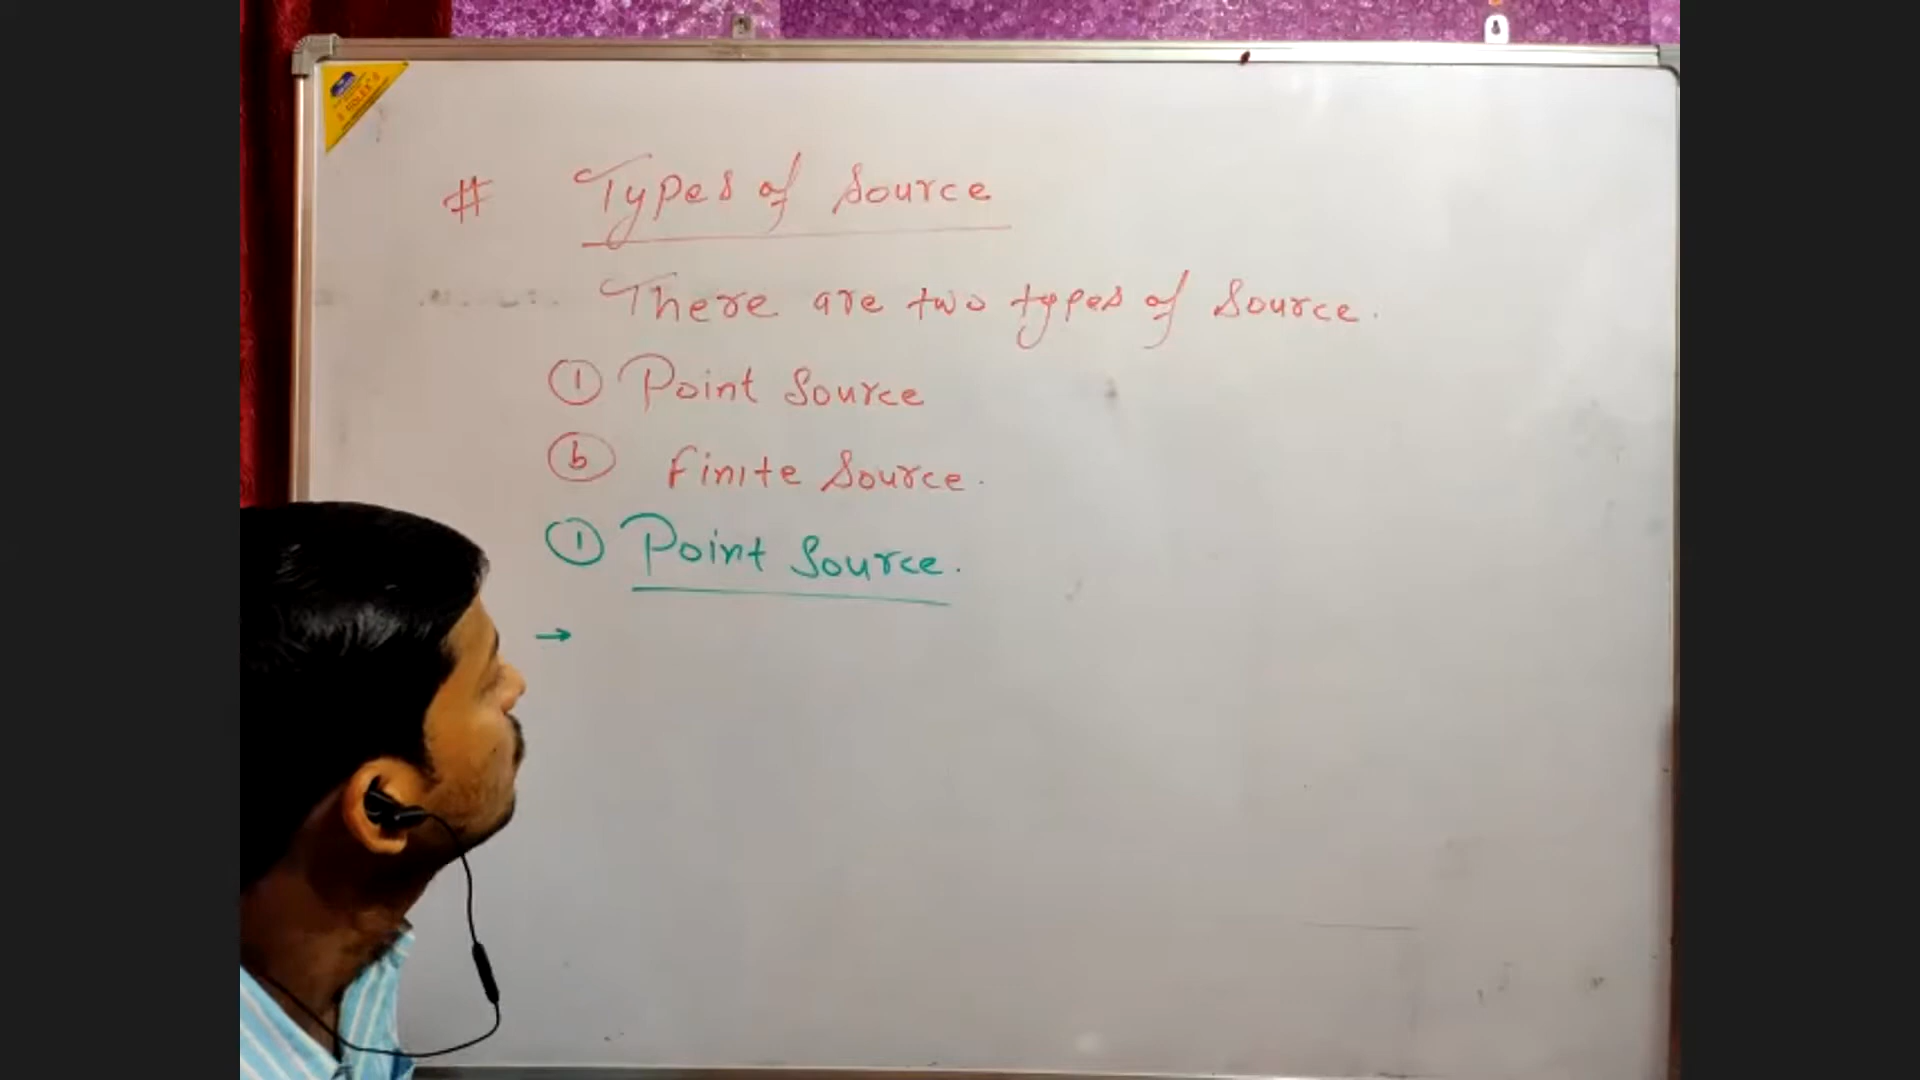 # Types of Source
There are two types of Source.
① Point Source
ⓑ Finite Source.
① Point Source.
→